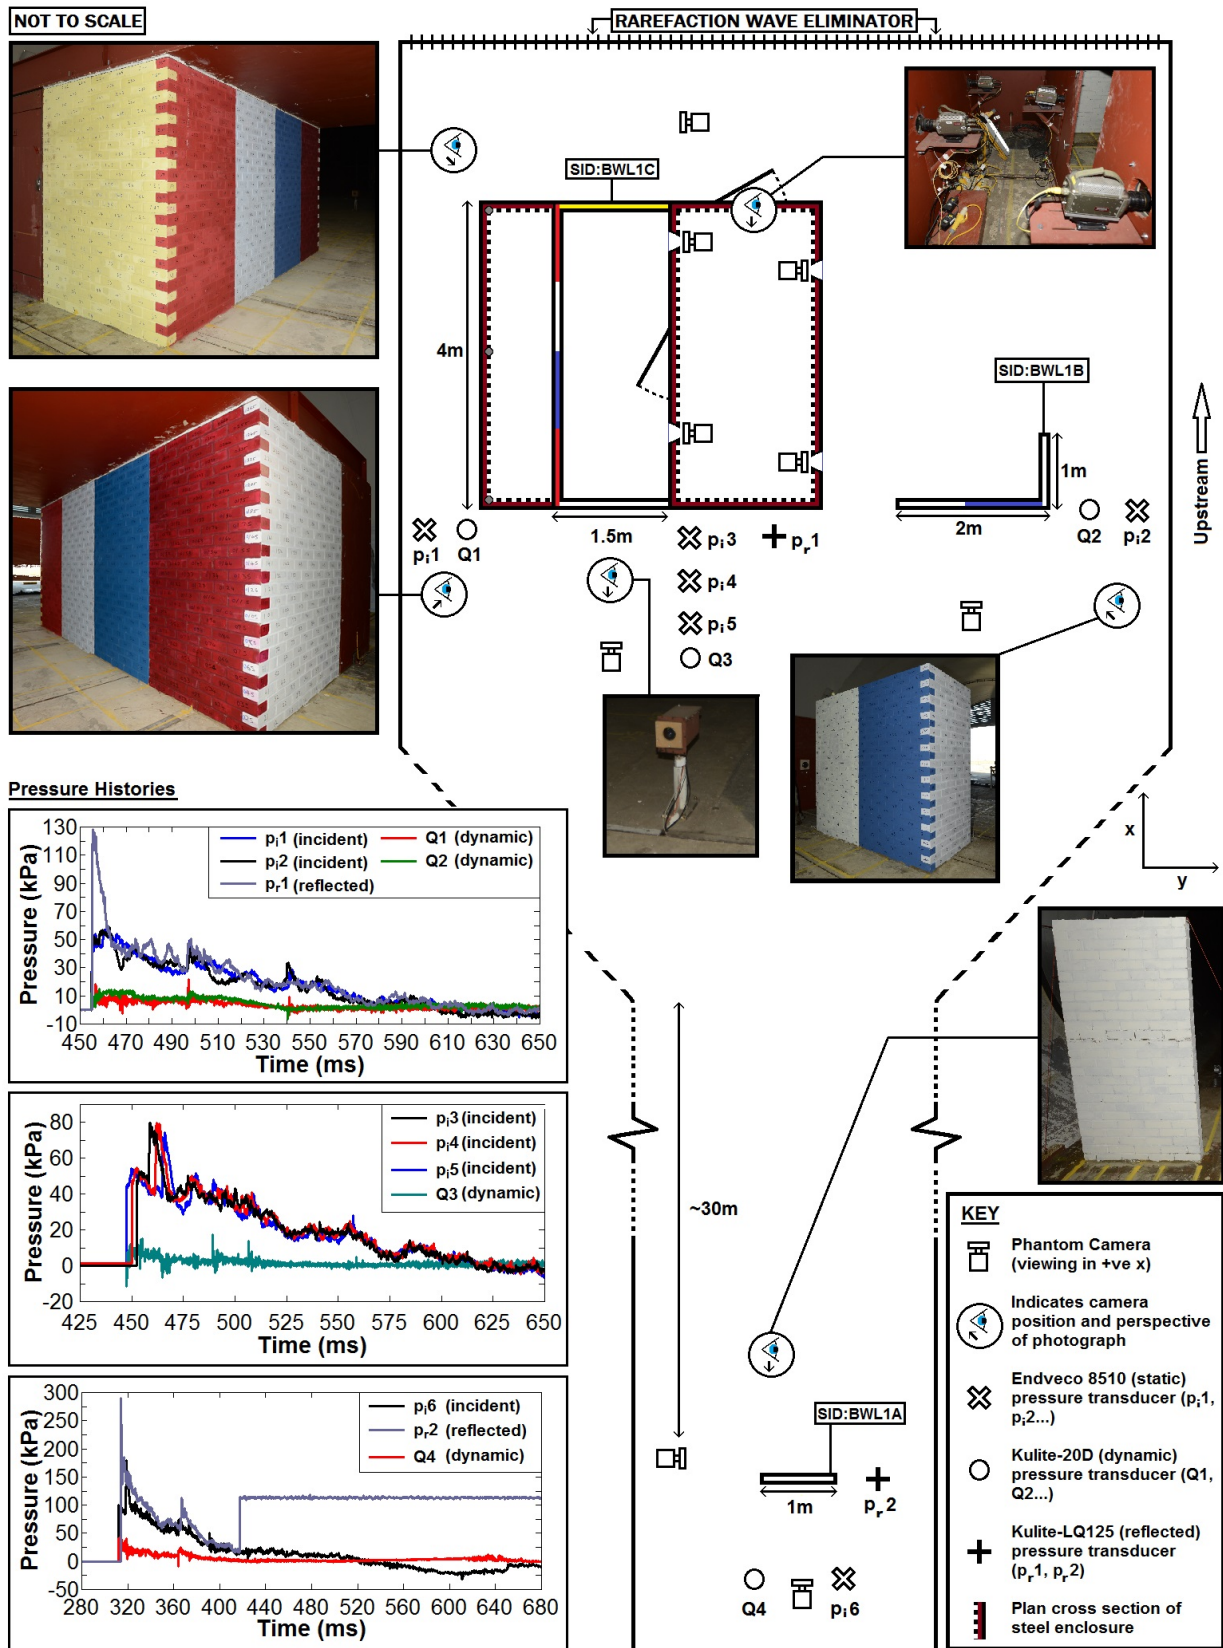 NOT TO SCALE
RAREFACTION WAVE ELIMINATOR
SID:BWL1C
4m
SID:BWL1B
1m
Upstream
1.5m
2m
pi1
Q1
pi3
pr1
Q2
pi2
pi4
pi5
Q3
Pressure Histories
x
y
130
110
90
70
50
30
10
-10
Pressure (kPa)
pi1 (incident)
pi2 (incident)
pr1 (reflected)
Q1 (dynamic)
Q2 (dynamic)
450 470 490 510 530 550 570 590 610 630 650
Time (ms)
80
60
40
20
0
-20
Pressure (kPa)
pi3 (incident)
pi4 (incident)
pi5 (incident)
Q3 (dynamic)
425 450 475 500 525 550 575 600 625 650
Time (ms)
300
250
200
150
100
50
0
-50
Pressure (kPa)
pi6 (incident)
pr2 (reflected)
Q4 (dynamic)
280 320 360 400 440 480 520 560 600 640 680
Time (ms)
~30m
SID:BWL1A
1m
pr2
Q4
pi6
KEY
Phantom Camera
(viewing in +ve x)
Indicates camera
position and perspective
of photograph
Endveco 8510 (static)
pressure transducer (pi1,
pi2...)
Kulite-20D (dynamic)
pressure transducer (Q1,
Q2...)
Kulite-LQ125 (reflected)
pressure transducer
(pr1, pr2)
Plan cross section of
steel enclosure